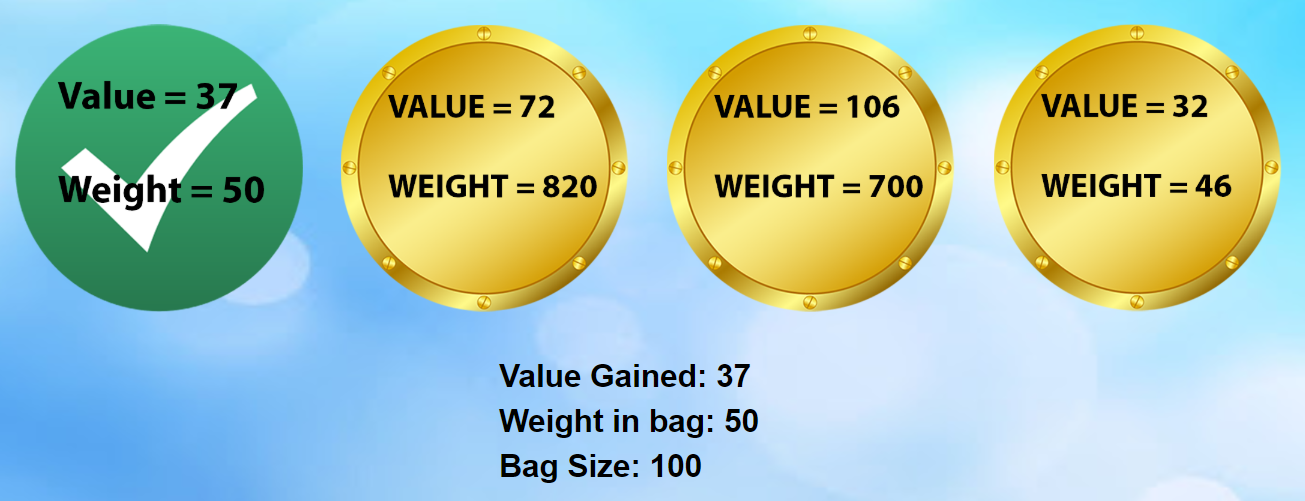 Value = 37
Weight = 50
VALUE = 72
WEIGHT = 820
VALUE = 106
WEIGHT = 700
VALUE = 32
WEIGHT = 46
Value Gained: 37
Weight in bag: 50
Bag Size: 100